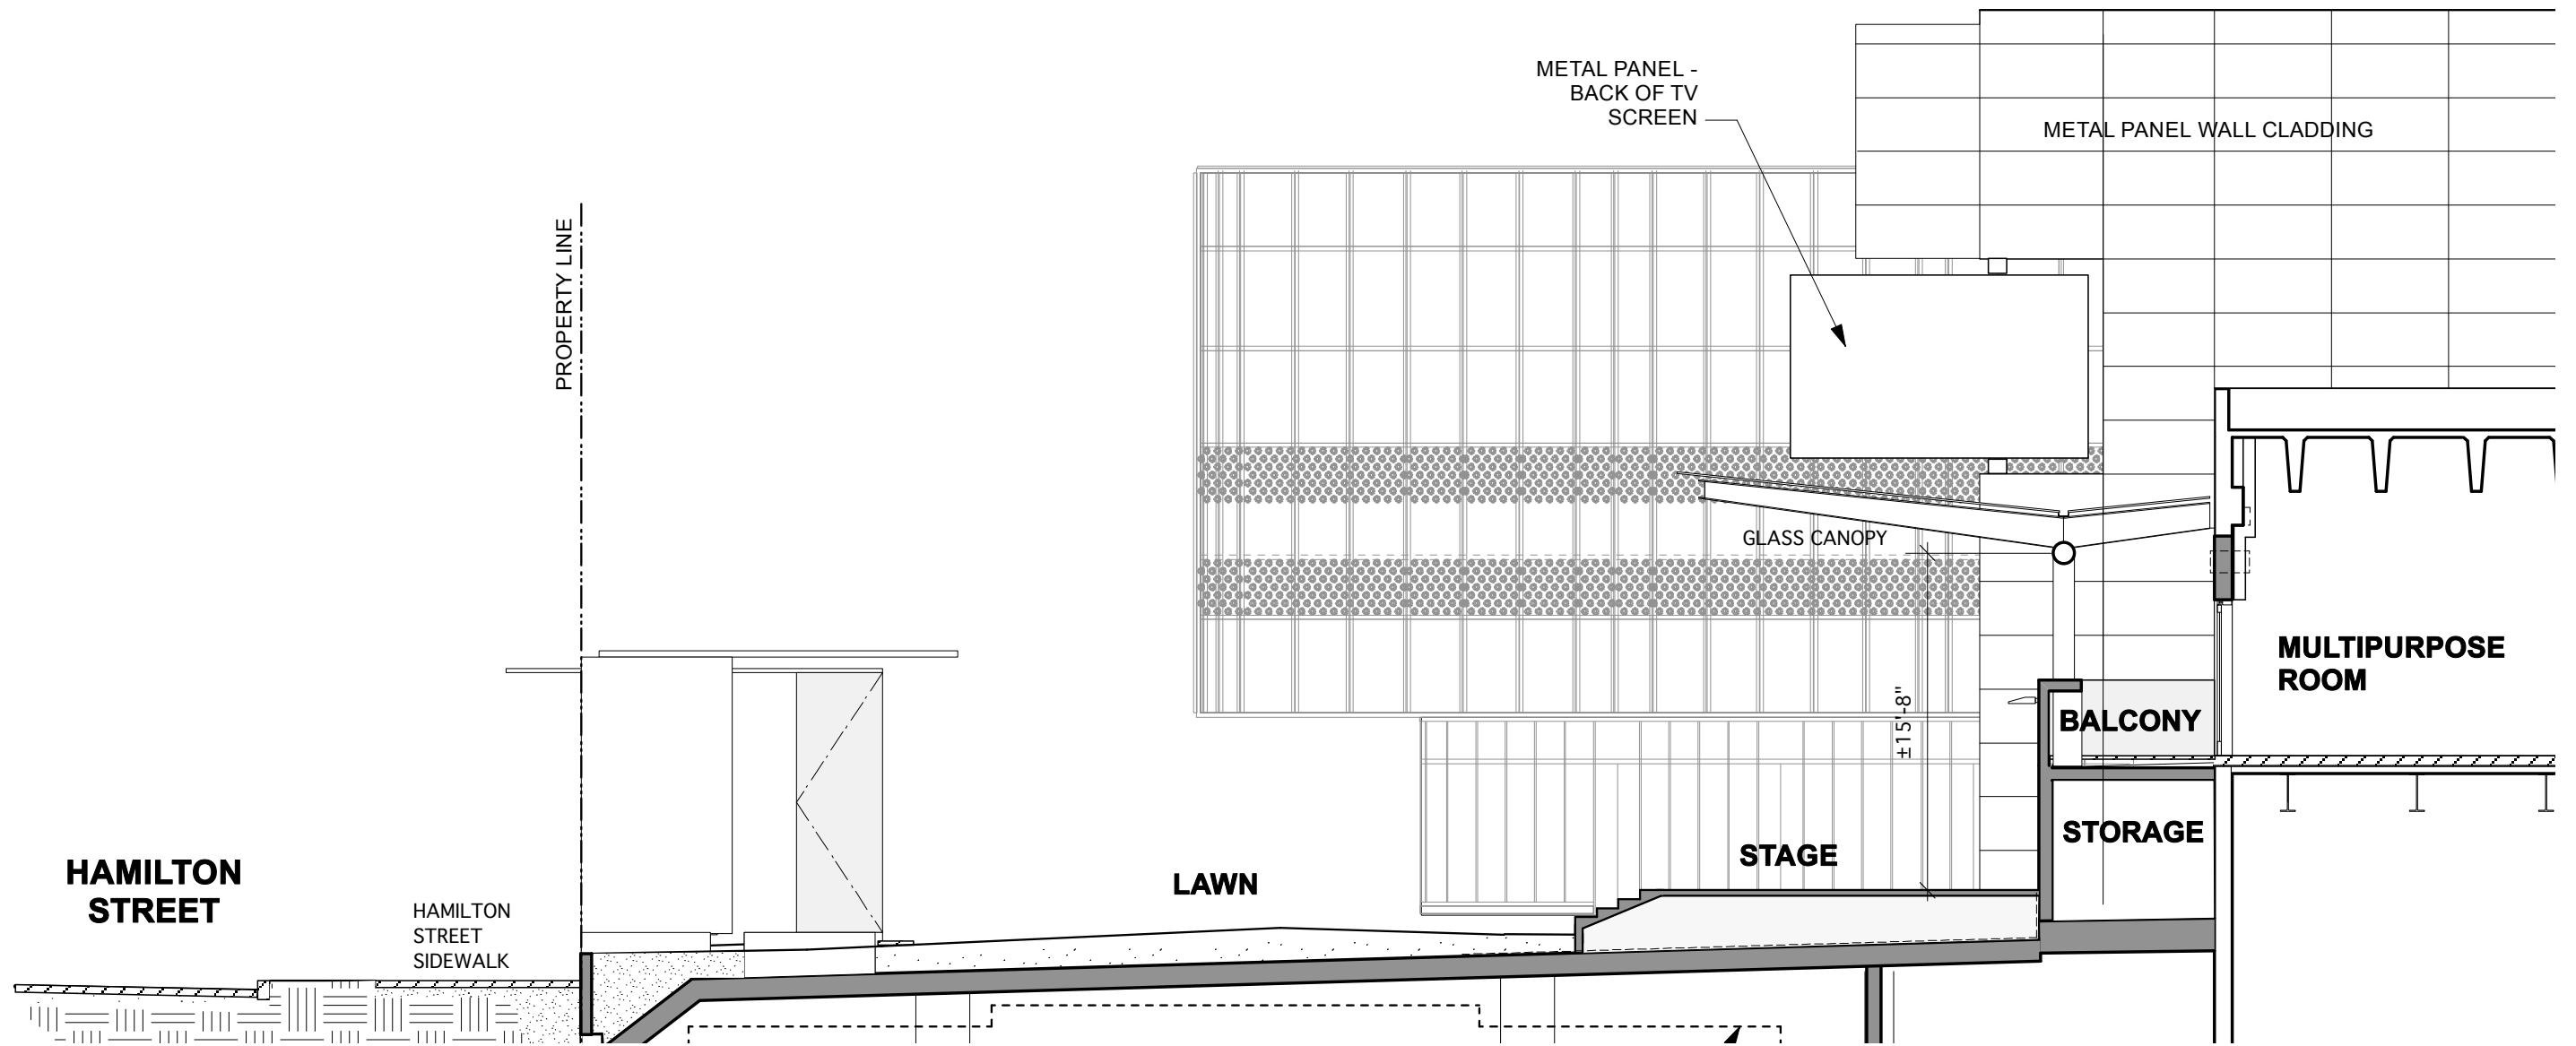 METAL PANEL -
BACK OF TV
SCREEN
METAL PANEL WALL CLADDING
PROPERTY LINE
GLASS CANOPY
MULTIPURPOSE
ROOM
±15'-8"
BALCONY
STORAGE
STAGE
LAWN
HAMILTON
STREET
HAMILTON
STREET
SIDEWALK